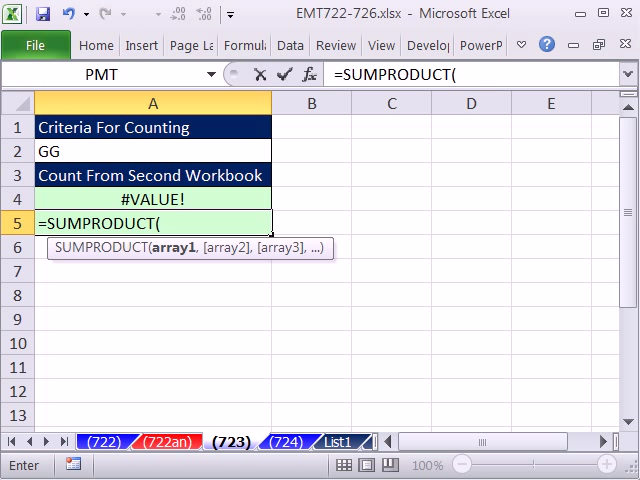 EMT722-726.xlsx - Microsoft Excel
File Home Insert Page La Formula Data Review View Develo PowerP
PMT =SUMPRODUCT(
A B C D E
1 Criteria For Counting
2 GG
3 Count From Second Workbook
4 #VALUE!
5 =SUMPRODUCT(
6 SUMPRODUCT(array1, [array2], [array3], ...)
7
8
9
10
11
12
13
(722) (722an) (723) (724) List1
Enter 100%